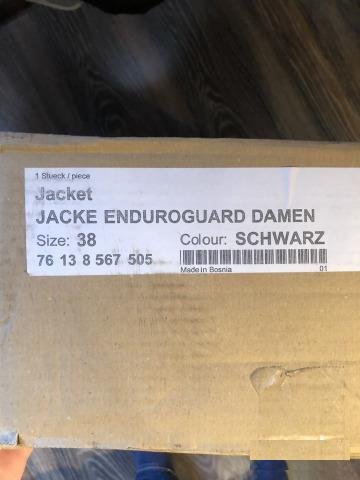 1 Stueck / piece
Jacket
JACKE ENDUROGUARD DAMEN
Size: 38 Colour: SCHWARZ
76 13 8 567 505
Made in Bosnia 01